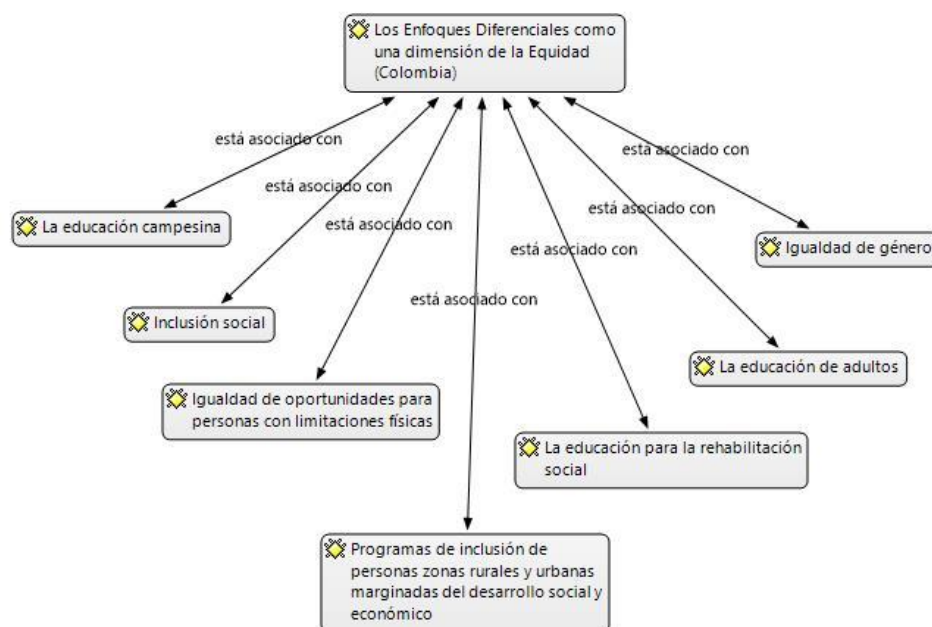 Los Enfoques Diferenciales como
una dimensión de la Equidad
(Colombia)
está asociado con
está asociado con
está asociado con
está asociado con
está asociado con
está asociado con
está asociado con
La educación campesina
Igualdad de género
Inclusión social
La educación de adultos
Igualdad de oportunidades para
personas con limitaciones físicas
La educación para la rehabilitación
social
Programas de inclusión de
personas zonas rurales y urbanas
marginadas del desarrollo social y
económico